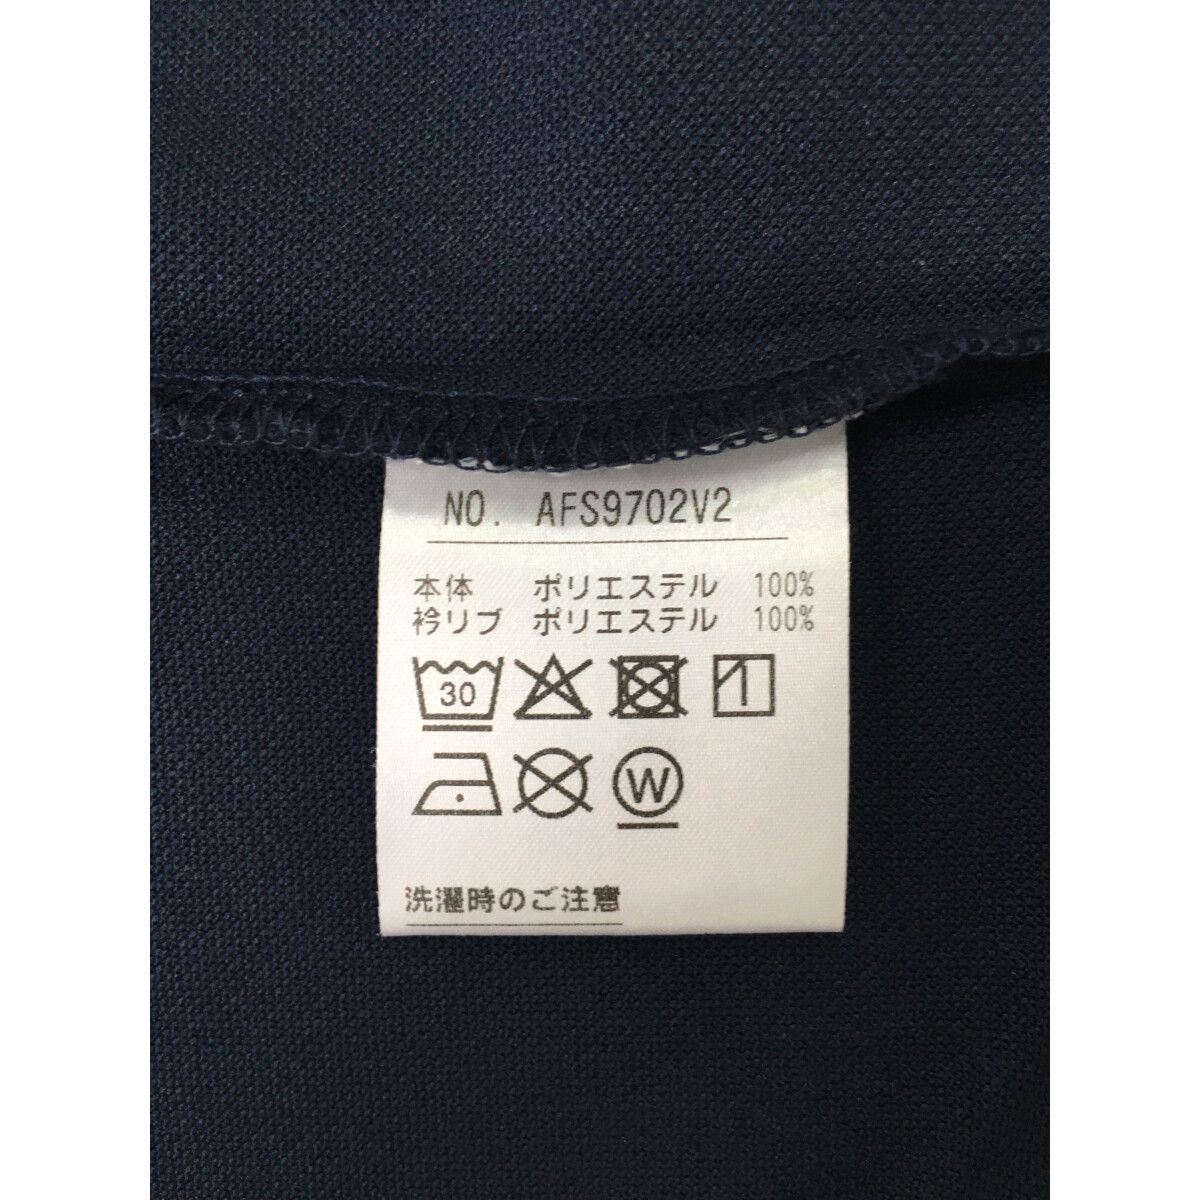 NO. AFS9702V2
本体 ポリエステル 100%
衿リブ ポリエステル 100%
30
W
洗濯時のご注意